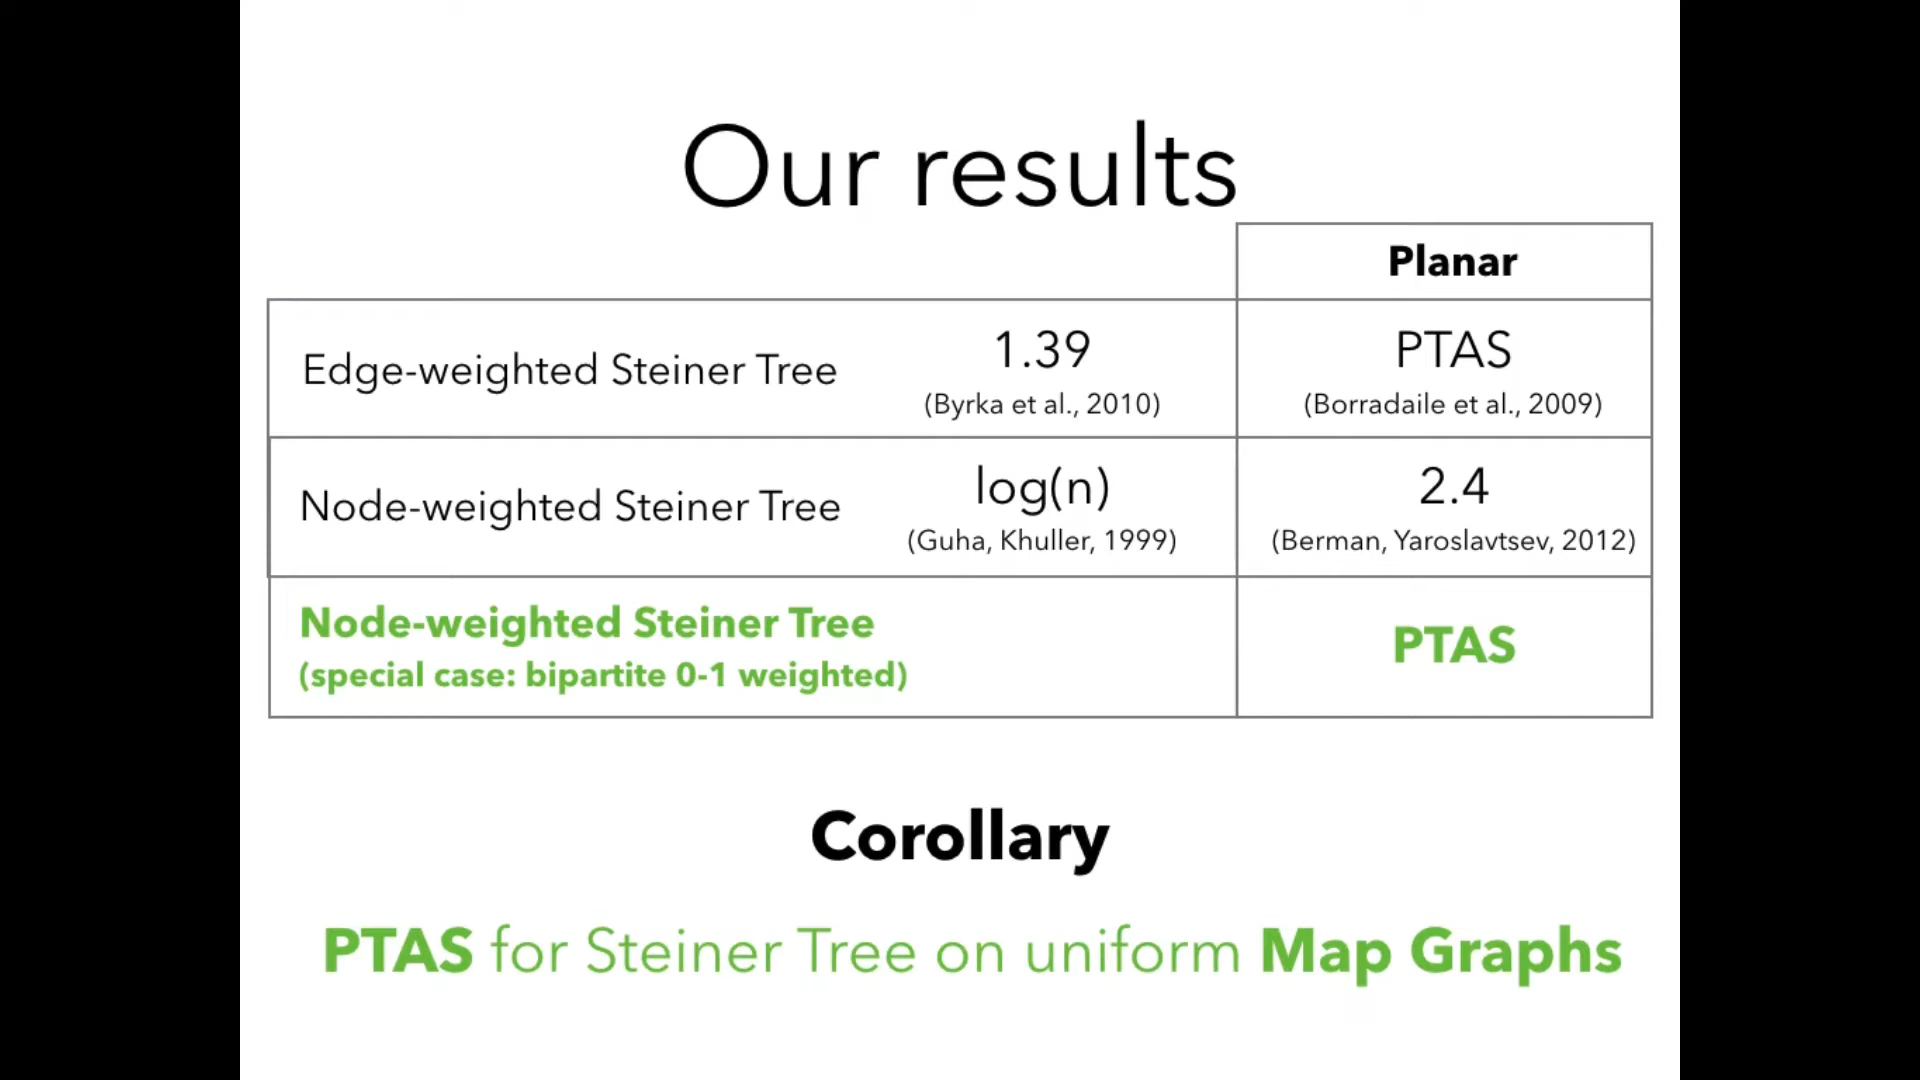 Our results
Planar
Edge-weighted Steiner Tree
1.39
(Byrka et al., 2010)
PTAS
(Borradaile et al., 2009)
Node-weighted Steiner Tree
log(n)
(Guha, Khuller, 1999)
2.4
(Berman, Yaroslavtsev, 2012)
Node-weighted Steiner Tree
(special case: bipartite 0-1 weighted)
PTAS
Corollary
PTAS for Steiner Tree on uniform Map Graphs